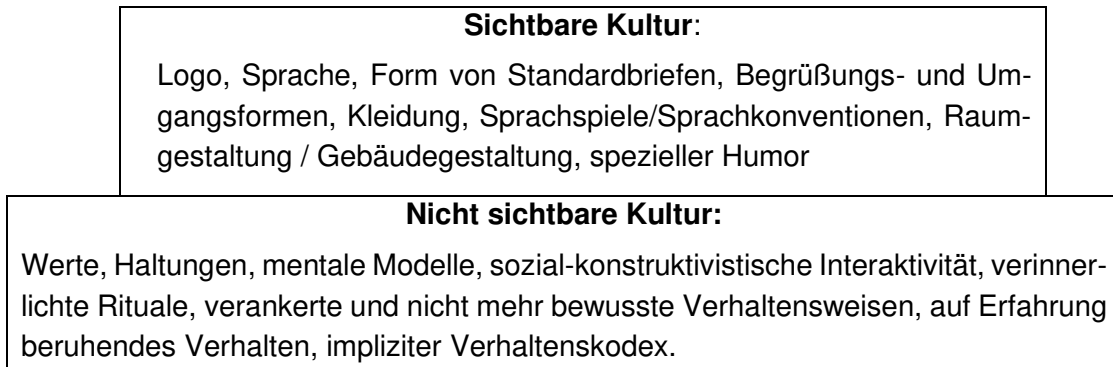 Sichtbare Kultur:
Logo, Sprache, Form von Standardbriefen, Begrüßungs- und Um-
gangsformen, Kleidung, Sprachspiele/Sprachkonventionen, Raum-
gestaltung / Gebäudegestaltung, spezieller Humor
Nicht sichtbare Kultur:
Werte, Haltungen, mentale Modelle, sozial-konstruktivistische Interaktivität, verinner-
lichte Rituale, verankerte und nicht mehr bewusste Verhaltensweisen, auf Erfahrung
beruhendes Verhalten, impliziter Verhaltenskodex.